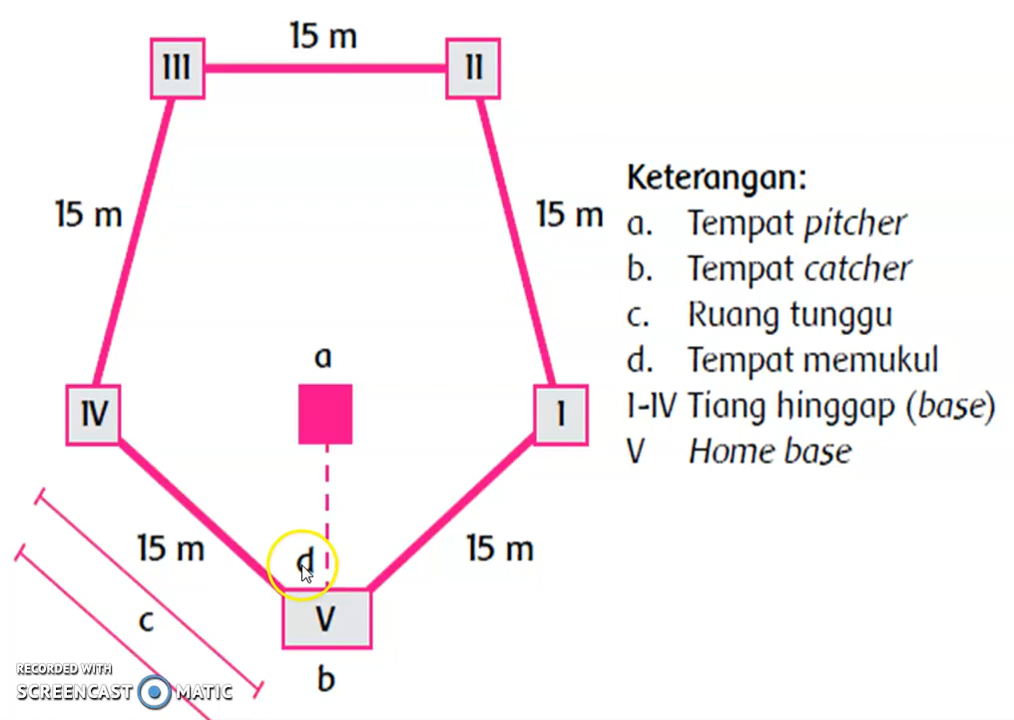 15 m
III
II
15 m
15 m
Keterangan:
a. Tempat pitcher
b. Tempat catcher
c. Ruang tunggu
d. Tempat memukul
I-IV Tiang hinggap (base)
V Home base
a
IV
I
15 m
d
15 m
c
V
b
RECORDED WITH
SCREENCAST MATIC